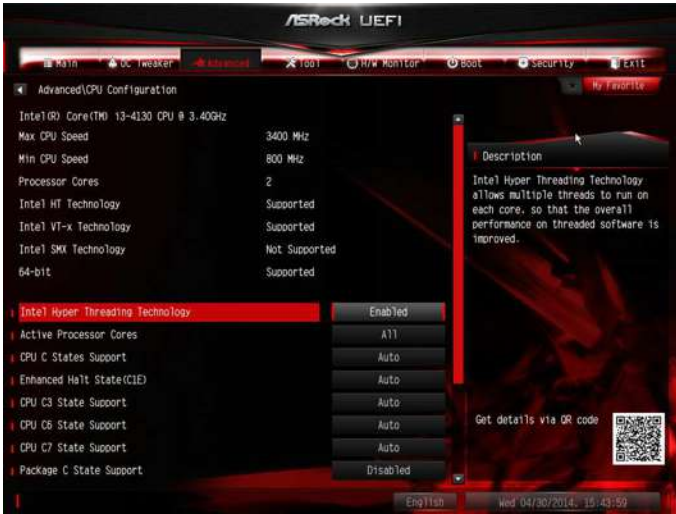 ASRock UEFI
Main OC Tweaker Advanced Tool H/W Monitor Boot Security Exit
Advanced\CPU Configuration
My Favorite
Intel(R) Core(TM) i3-4130 CPU @ 3.40GHz
Max CPU Speed 3400 MHz
Min CPU Speed 800 MHz
Processor Cores 2
Intel HT Technology Supported
Intel VT-x Technology Supported
Intel SMX Technology Not Supported
64-bit Supported
Intel Hyper Threading Technology Enabled
Active Processor Cores All
CPU C States Support Auto
Enhanced Halt State(C1E) Auto
CPU C3 State Support Auto
CPU C6 State Support Auto
CPU C7 State Support Auto
Package C State Support Disabled
Description
Intel Hyper Threading Technology
allows multiple threads to run on
each core, so that the overall
performance on threaded software is
improved.
Get details via QR code
English
Wed 04/30/2014, 15:43:59